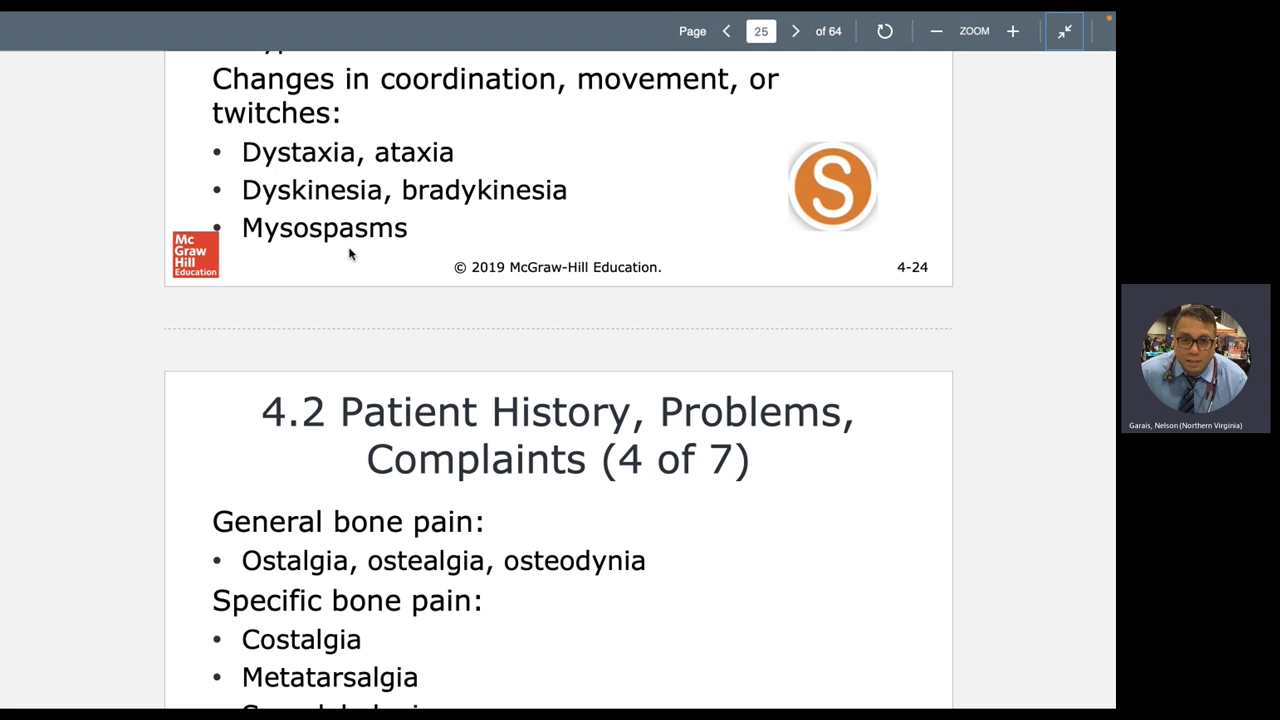 Page 25 of 64 ZOOM
Changes in coordination, movement, or
twitches:
• Dystaxia, ataxia
• Dyskinesia, bradykinesia
• Mysospasms
S
Mc
Graw
Hill
Education
© 2019 McGraw-Hill Education.
4-24
Garais, Nelson (Northern Virginia)
4.2 Patient History, Problems,
Complaints (4 of 7)
General bone pain:
• Ostalgia, ostealgia, osteodynia
Specific bone pain:
• Costalgia
• Metatarsalgia